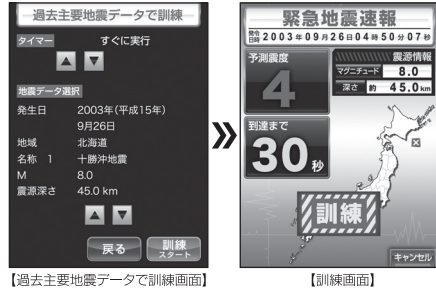 過去主要地震データで訓練
タイマー すぐに実行
地震データ選択
発生日 2003年(平成15年)
9月26日
地域 北海道
名称 1 十勝沖地震
M 8.0
震源深さ 45.0 km
戻る 訓練
スタート
【過去主要地震データで訓練画面】
緊急地震速報
発令日時 2003年09月26日04時50分07秒
予測震度
4
震源情報
マグニチュード 8.0
深さ 約 45.0km
到達まで
30秒
訓練
キャンセル
【訓練画面】